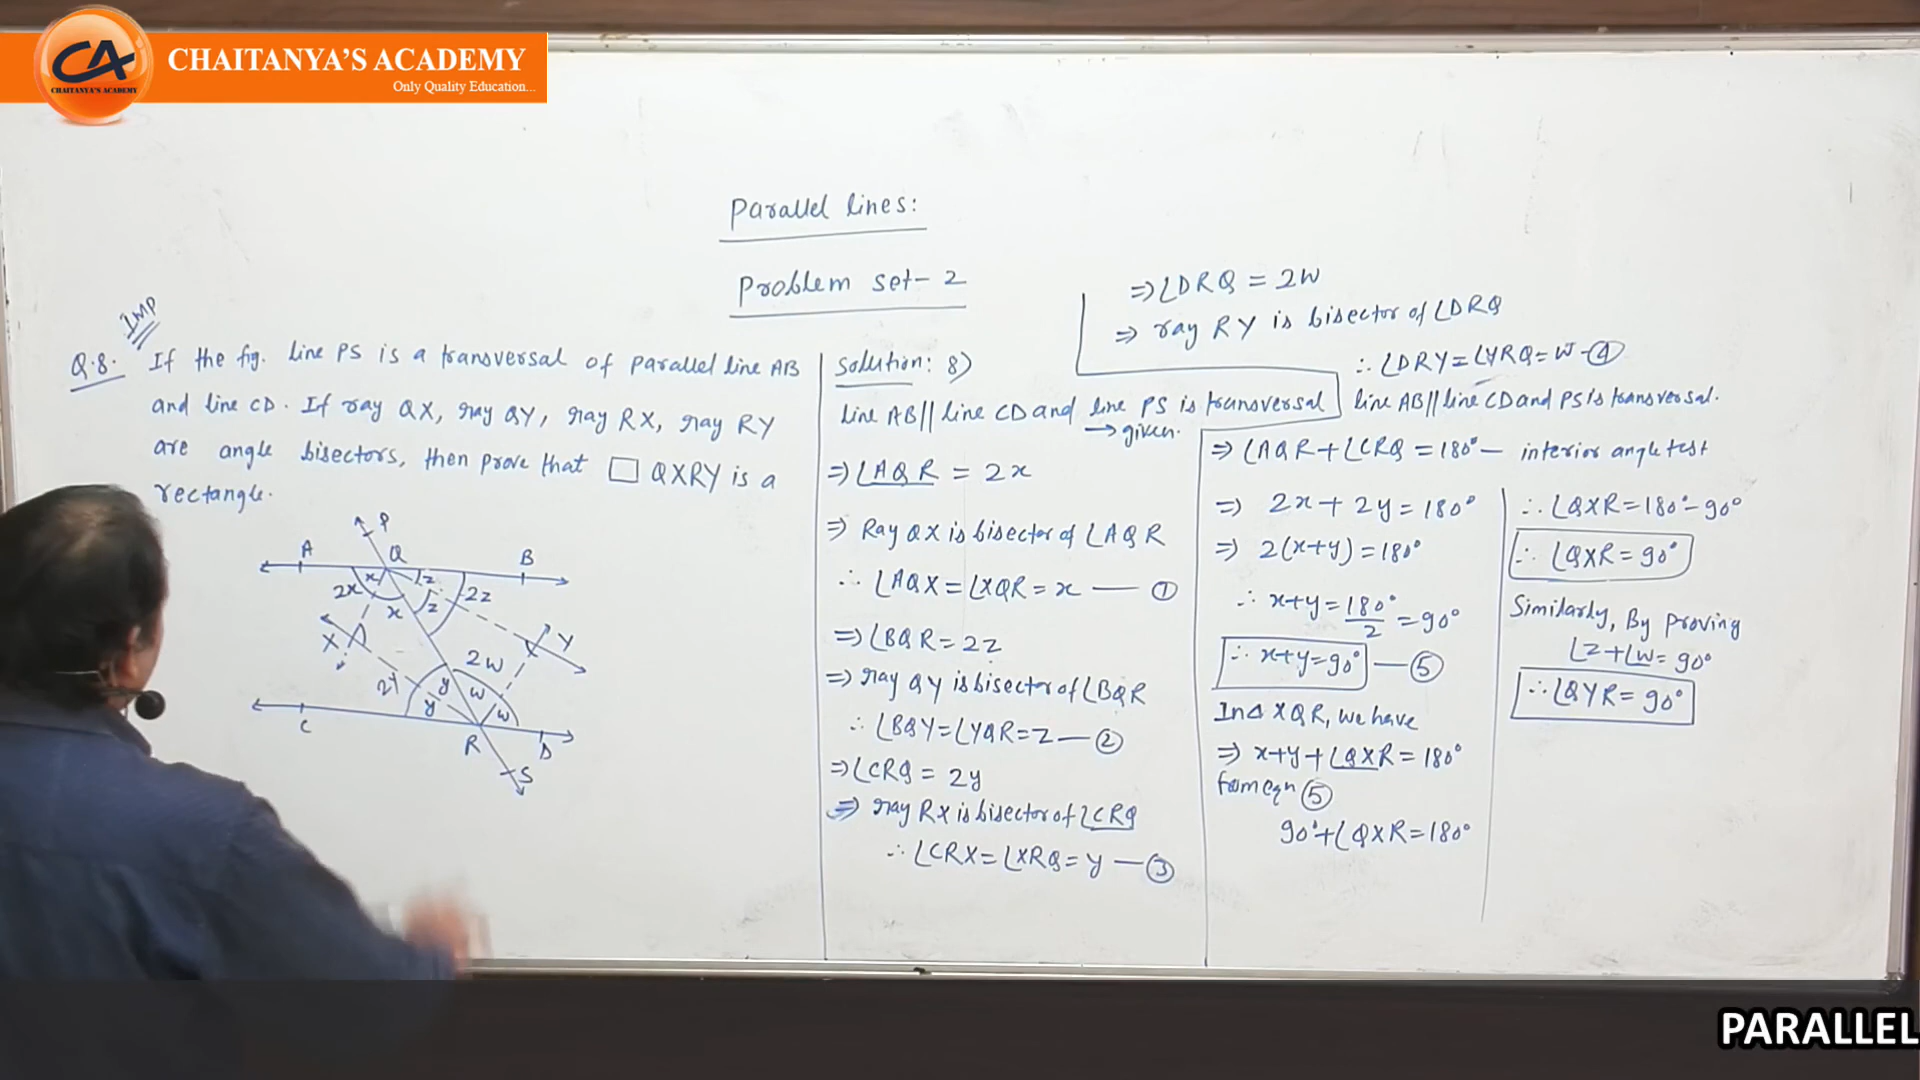 CHAITANYA'S ACADEMY
Only Quality Education...
CA
CHAITANYA'S ACADEMY
Parallel lines:
Problem set-2
IMP
Q.8. If the fig. line PS is a transversal of parallel line AB
and line CD. If ray QX, ray QY, ray RX, ray RY
are angle bisectors, then prove that □ QXRY is a
rectangle.
P
A
Q
B
x
z
2x
x
z
2z
X
Y
2w
2y
y
w
y
w
C
R
D
S
Solution: 8)
line AB || line CD and line PS is transversal
→ given.
⇒ ∠AQR = 2x
⇒ Ray QX is bisector of ∠AQR
∴ ∠AQX = ∠XQR = x — ①
⇒ ∠BQR = 2z
⇒ ray QY is bisector of ∠BQR
∴ ∠BQY = ∠YQR = z — ②
⇒ ∠CRQ = 2y
⇒ ray RX is bisector of ∠CRQ
∴ ∠CRX = ∠XRQ = y — ③
⇒ ∠DRQ = 2w
⇒ ray RY is bisector of ∠DRQ
∴ ∠DRY = ∠YRQ = w - ④
line AB || line CD and PS is transversal.
⇒ ∠AQR + ∠CRQ = 180° — interior angle test
⇒ 2x + 2y = 180°
⇒ 2(x+y) = 180°
∴ x+y = 180°/2 = 90°
∴ x+y = 90° — ⑤
In Δ XQR, we have
⇒ x+y+∠QXR = 180°
from eqn ⑤
90° + ∠QXR = 180°
∴ ∠QXR = 180° - 90°
∴ ∠QXR = 90°
Similarly, By proving
∠z + ∠w = 90°
∴ ∠QYR = 90°
PARALLEL